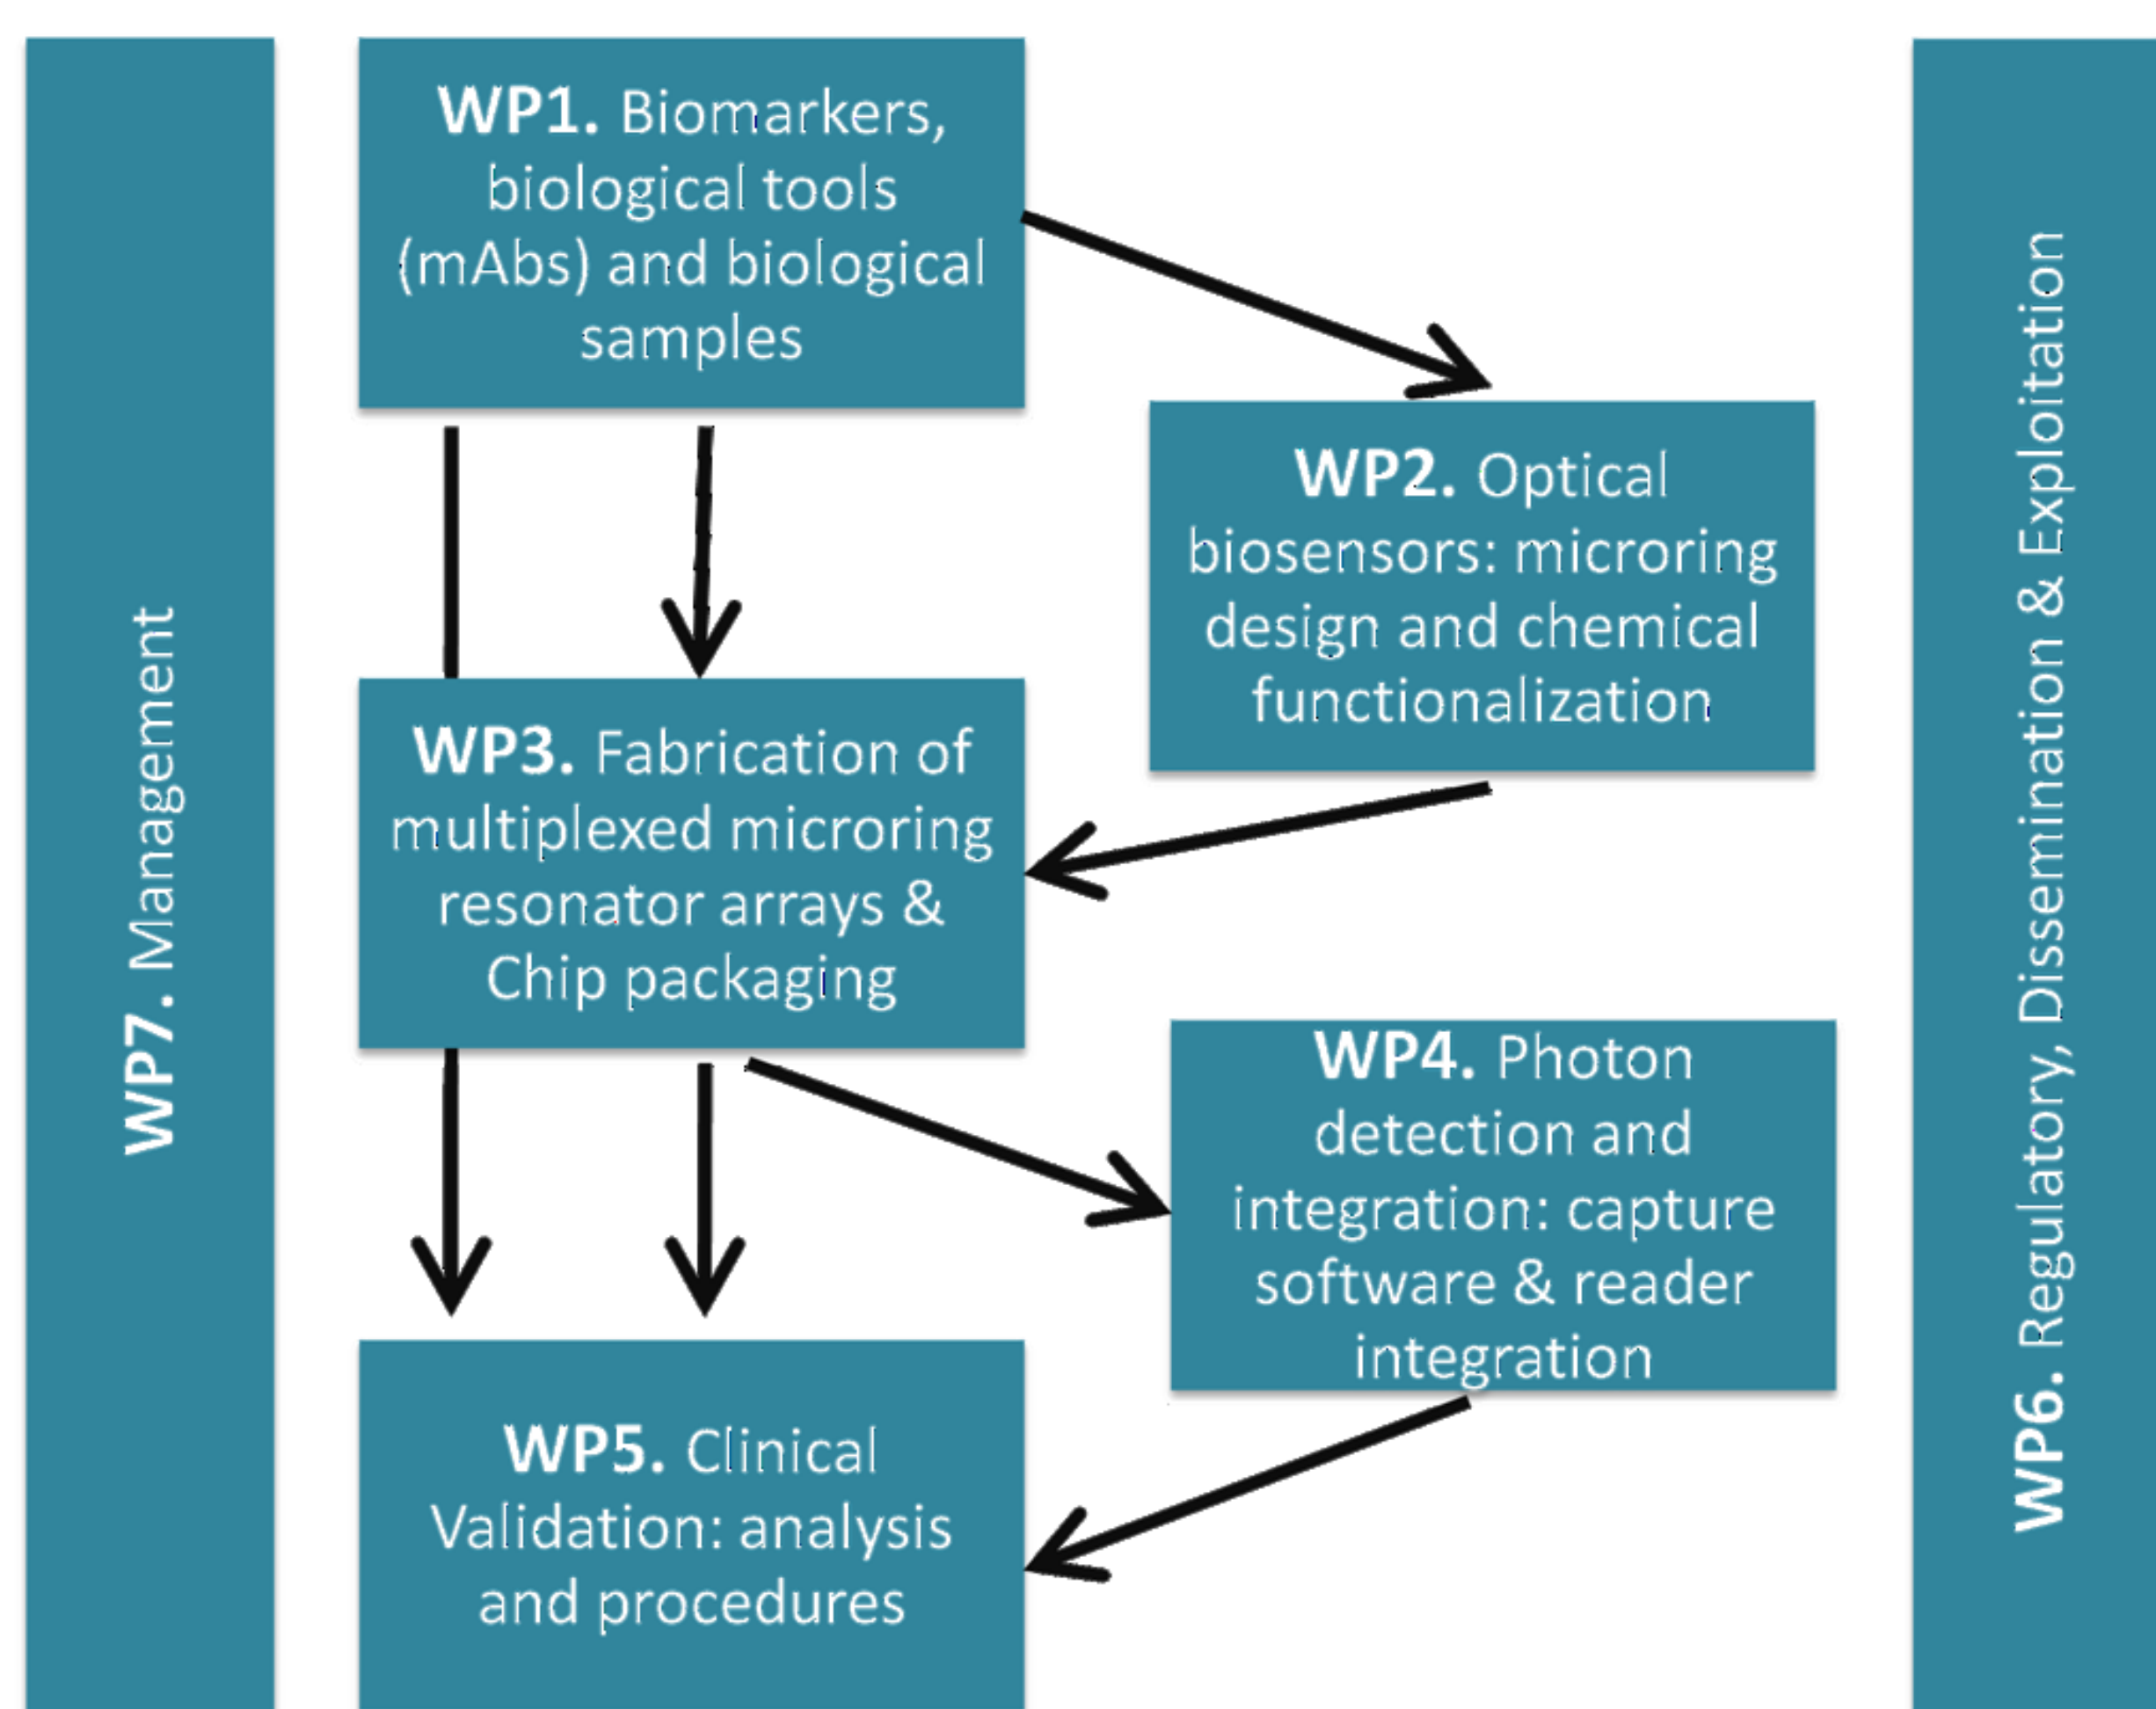 WP7. Management
WP1. Biomarkers,
biological tools
(mAbs) and biological
samples
WP2. Optical
biosensors: microring
design and chemical
functionalization
WP3. Fabrication of
multiplexed microring
resonator arrays &
Chip packaging
WP4. Photon
detection and
integration: capture
software & reader
integration
WP5. Clinical
Validation: analysis
and procedures
WP6. Regulatory, Dissemination & Exploitation